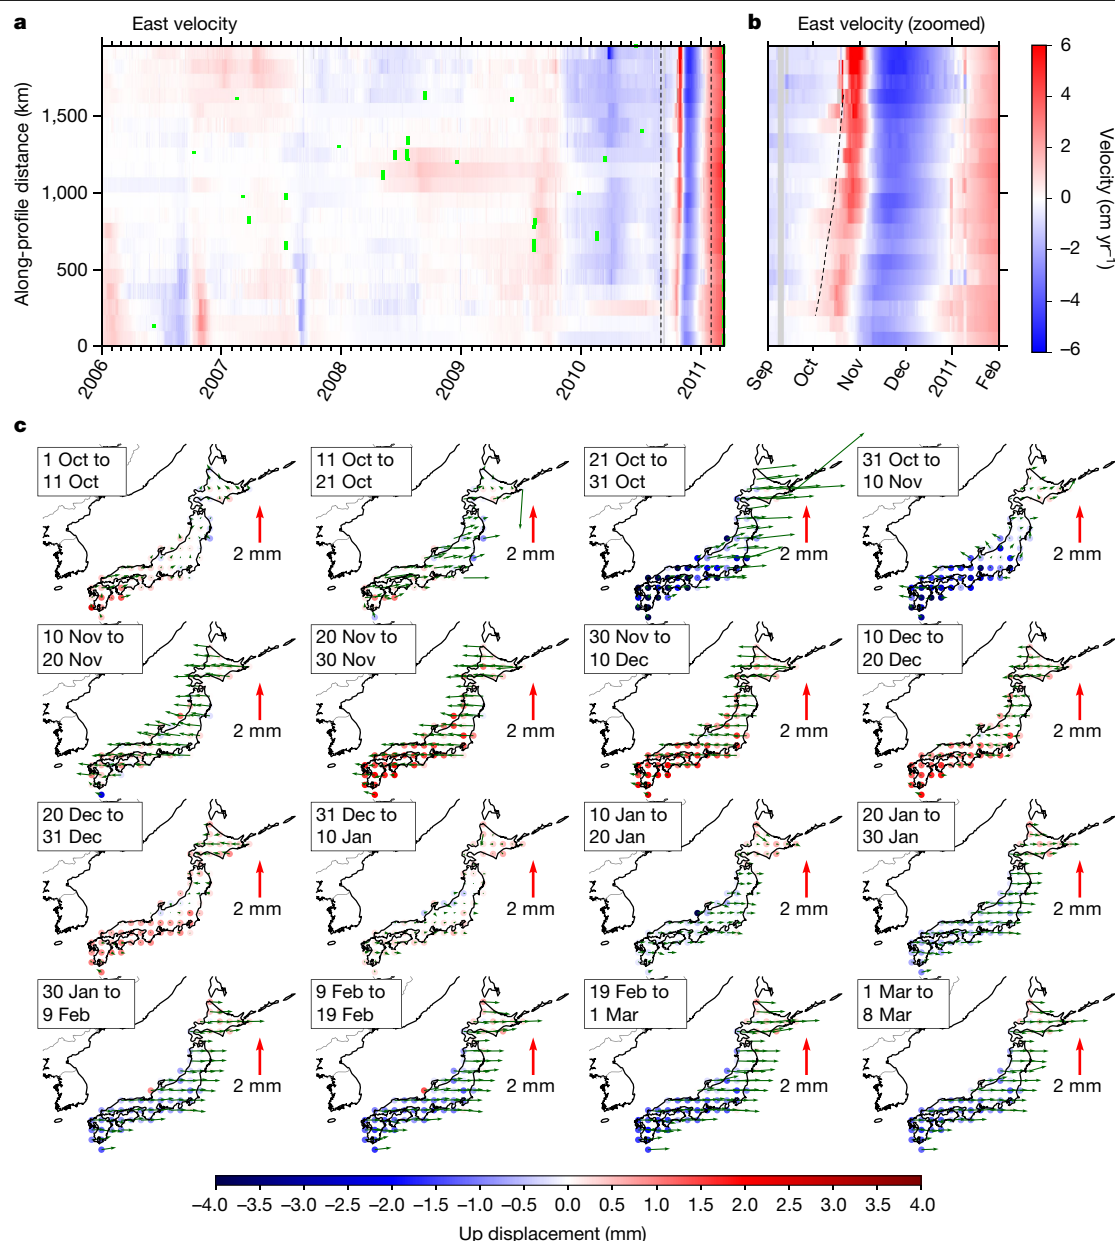 a
East velocity
b
East velocity (zoomed)
Along-profile distance (km)
1,500
1,000
500
0
2006
2007
2008
2009
2010
2011
Sep
Oct
Nov
Dec
2011
Feb
6
4
2
0
−2
−4
−6
Velocity (cm yr−1)
c
1 Oct to
11 Oct
2 mm
11 Oct to
21 Oct
2 mm
21 Oct to
31 Oct
2 mm
31 Oct to
10 Nov
2 mm
10 Nov to
20 Nov
2 mm
20 Nov to
30 Nov
2 mm
30 Nov to
10 Dec
2 mm
10 Dec to
20 Dec
2 mm
20 Dec to
31 Dec
2 mm
31 Dec to
10 Jan
2 mm
10 Jan to
20 Jan
2 mm
20 Jan to
30 Jan
2 mm
30 Jan to
9 Feb
2 mm
9 Feb to
19 Feb
2 mm
19 Feb to
1 Mar
2 mm
1 Mar to
8 Mar
2 mm
−4.0 −3.5 −3.0 −2.5 −2.0 −1.5 −1.0 −0.5 0.0 0.5 1.0 1.5 2.0 2.5 3.0 3.5 4.0
Up displacement (mm)